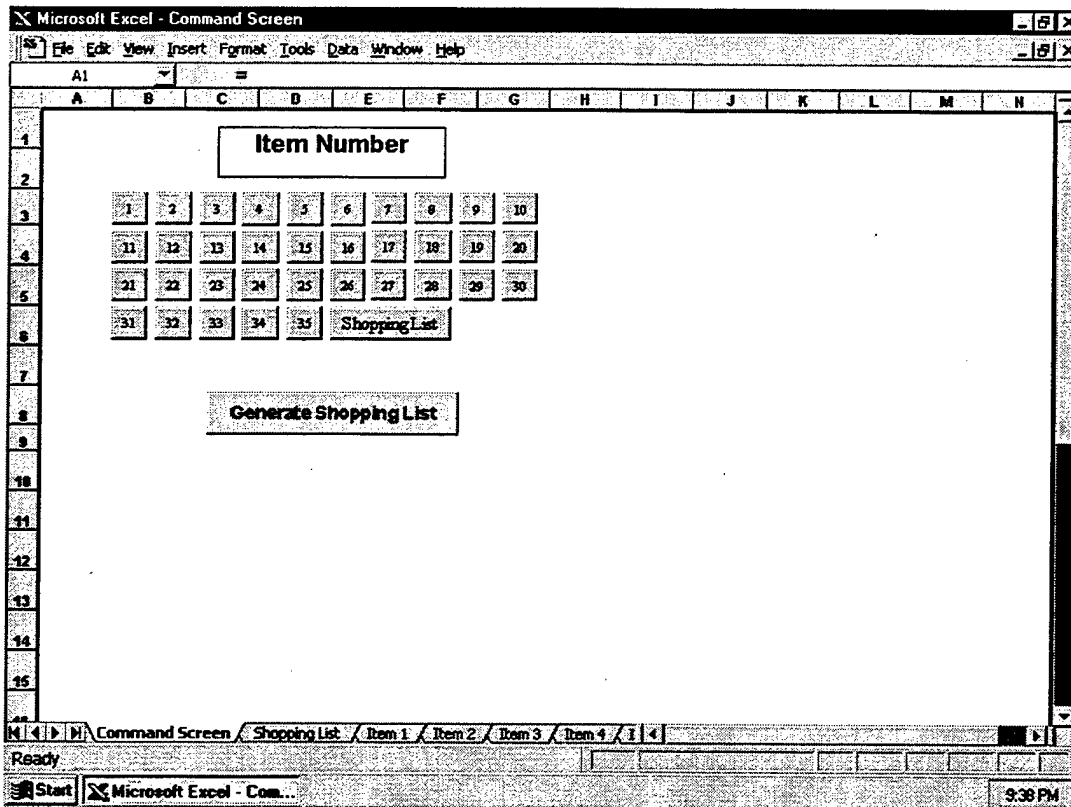 Microsoft Excel - Command Screen
File Edit View Insert Format Tools Data Window Help
A1 =
A B C D E F G H I J K L M N
1
Item Number
2
3 1 2 3 4 5 6 7 8 9 10
4 11 12 13 14 15 16 17 18 19 20
5 21 22 23 24 25 26 27 28 29 30
6 31 32 33 34 35 Shopping List
7
8 Generate Shopping List
9
10
11
12
13
14
15
Command Screen Shopping List Item 1 Item 2 Item 3 Item 4 I
Ready
Start Microsoft Excel - Com... 9:38 PM